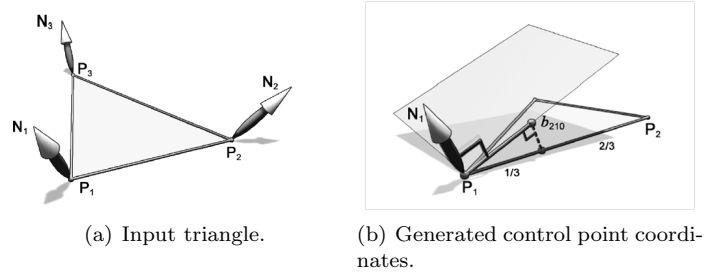 N3
P3
N2
N1
P2
P1
(a) Input triangle.
N1
b210
P2
2/3
1/3
P1
(b) Generated control point coordi-
nates.